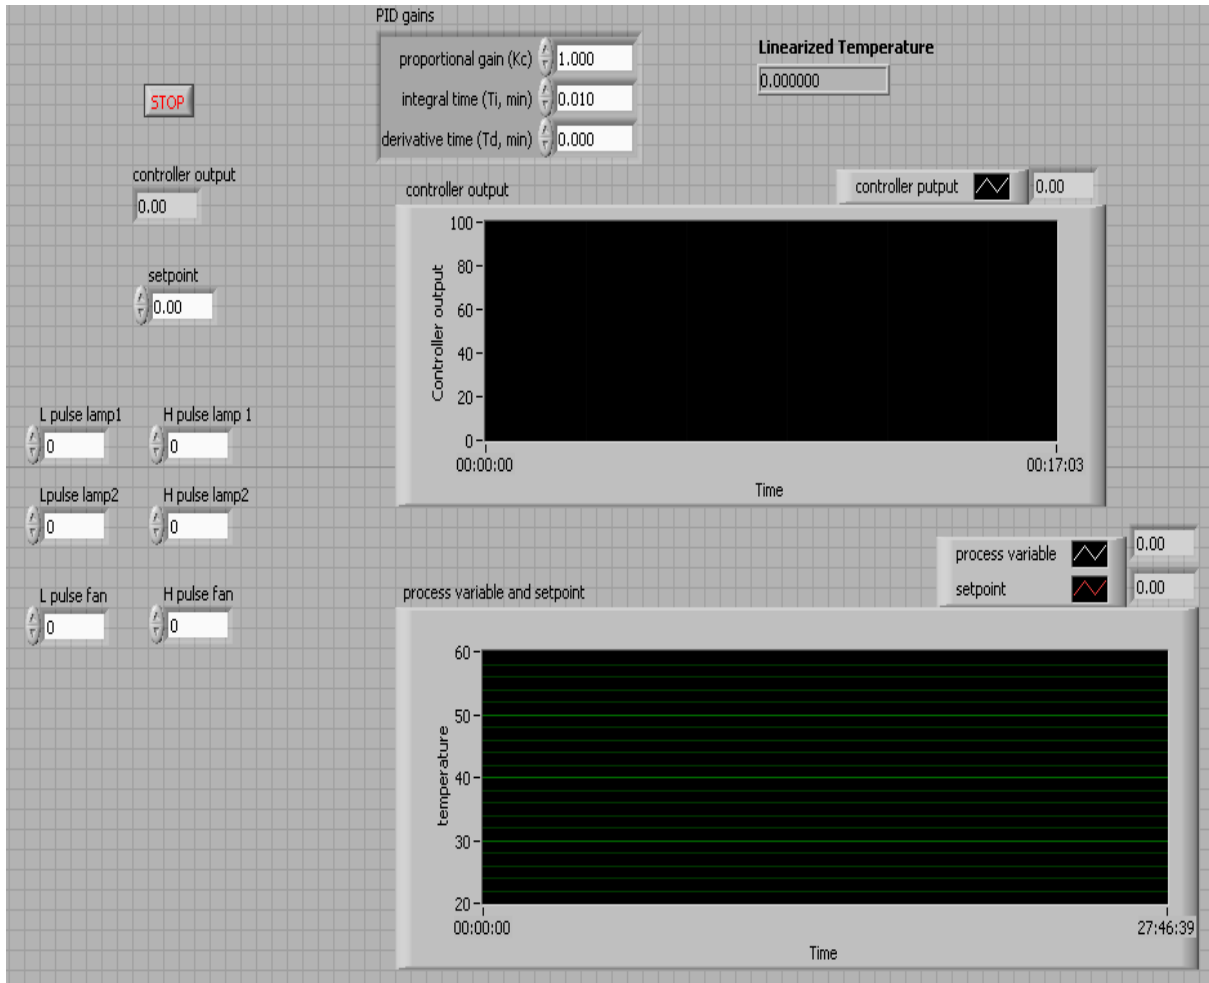 PID gains
proportional gain (Kc) 1.000
integral time (Ti, min) 0.010
derivative time (Td, min) 0.000
Linearized Temperature
0.000000
STOP
controller output
0.00
setpoint
0.00
L pulse lamp1 H pulse lamp 1
0 0
Lpulse lamp2 H pulse lamp2
0 0
L pulse fan H pulse fan
0 0
controller output
controller putput 0.00
Controller output
100
80
60
40
20
0
00:00:00 00:17:03
Time
process variable and setpoint
process variable 0.00
setpoint 0.00
temperature
60
50
40
30
20
00:00:00 27:46:39
Time